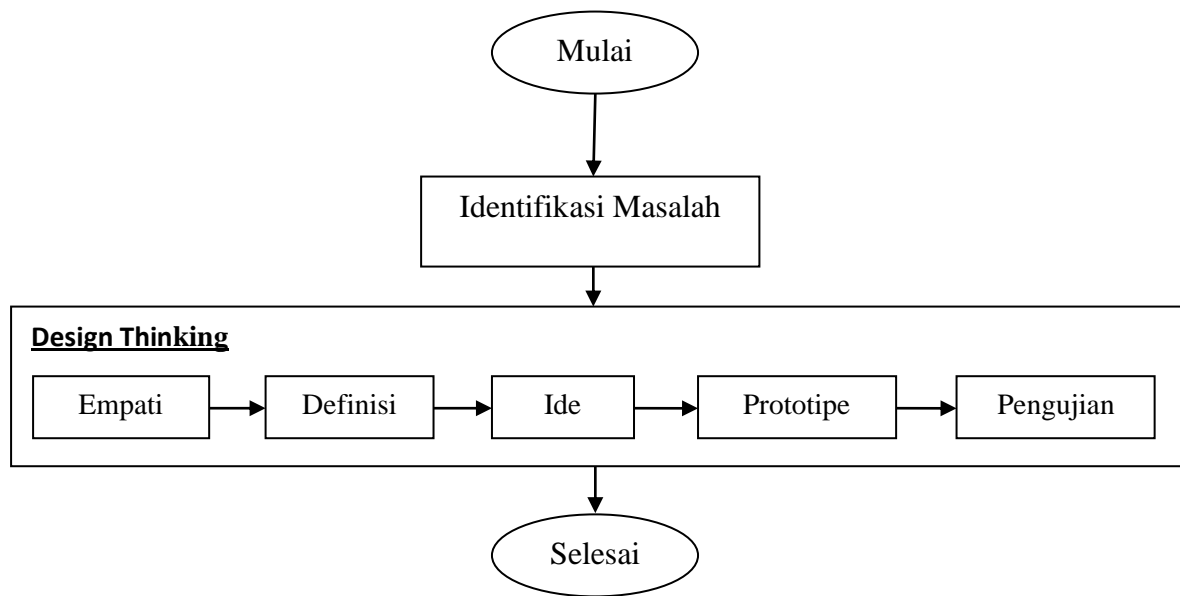 Mulai
Identifikasi Masalah
Design Thinking
Empati
Definisi
Ide
Prototipe
Pengujian
Selesai